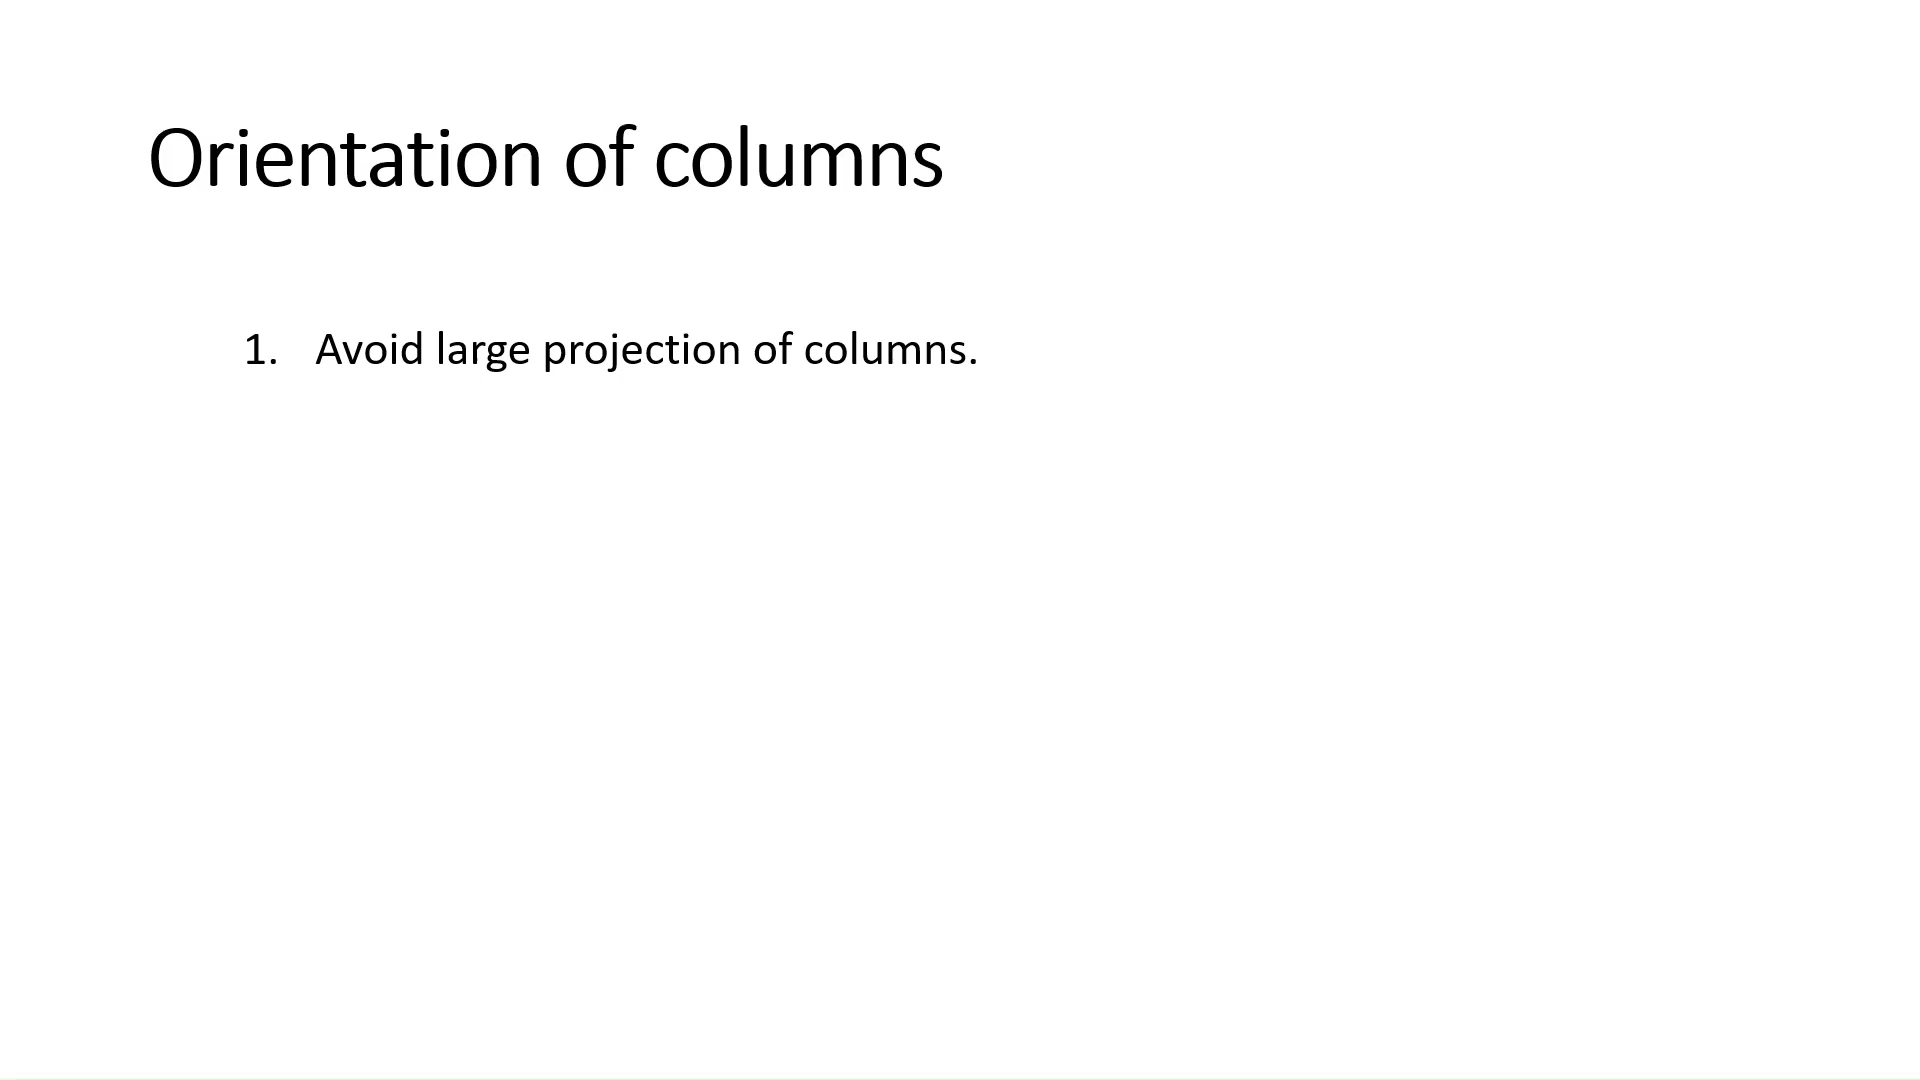 Orientation of columns
1. Avoid large projection of columns.